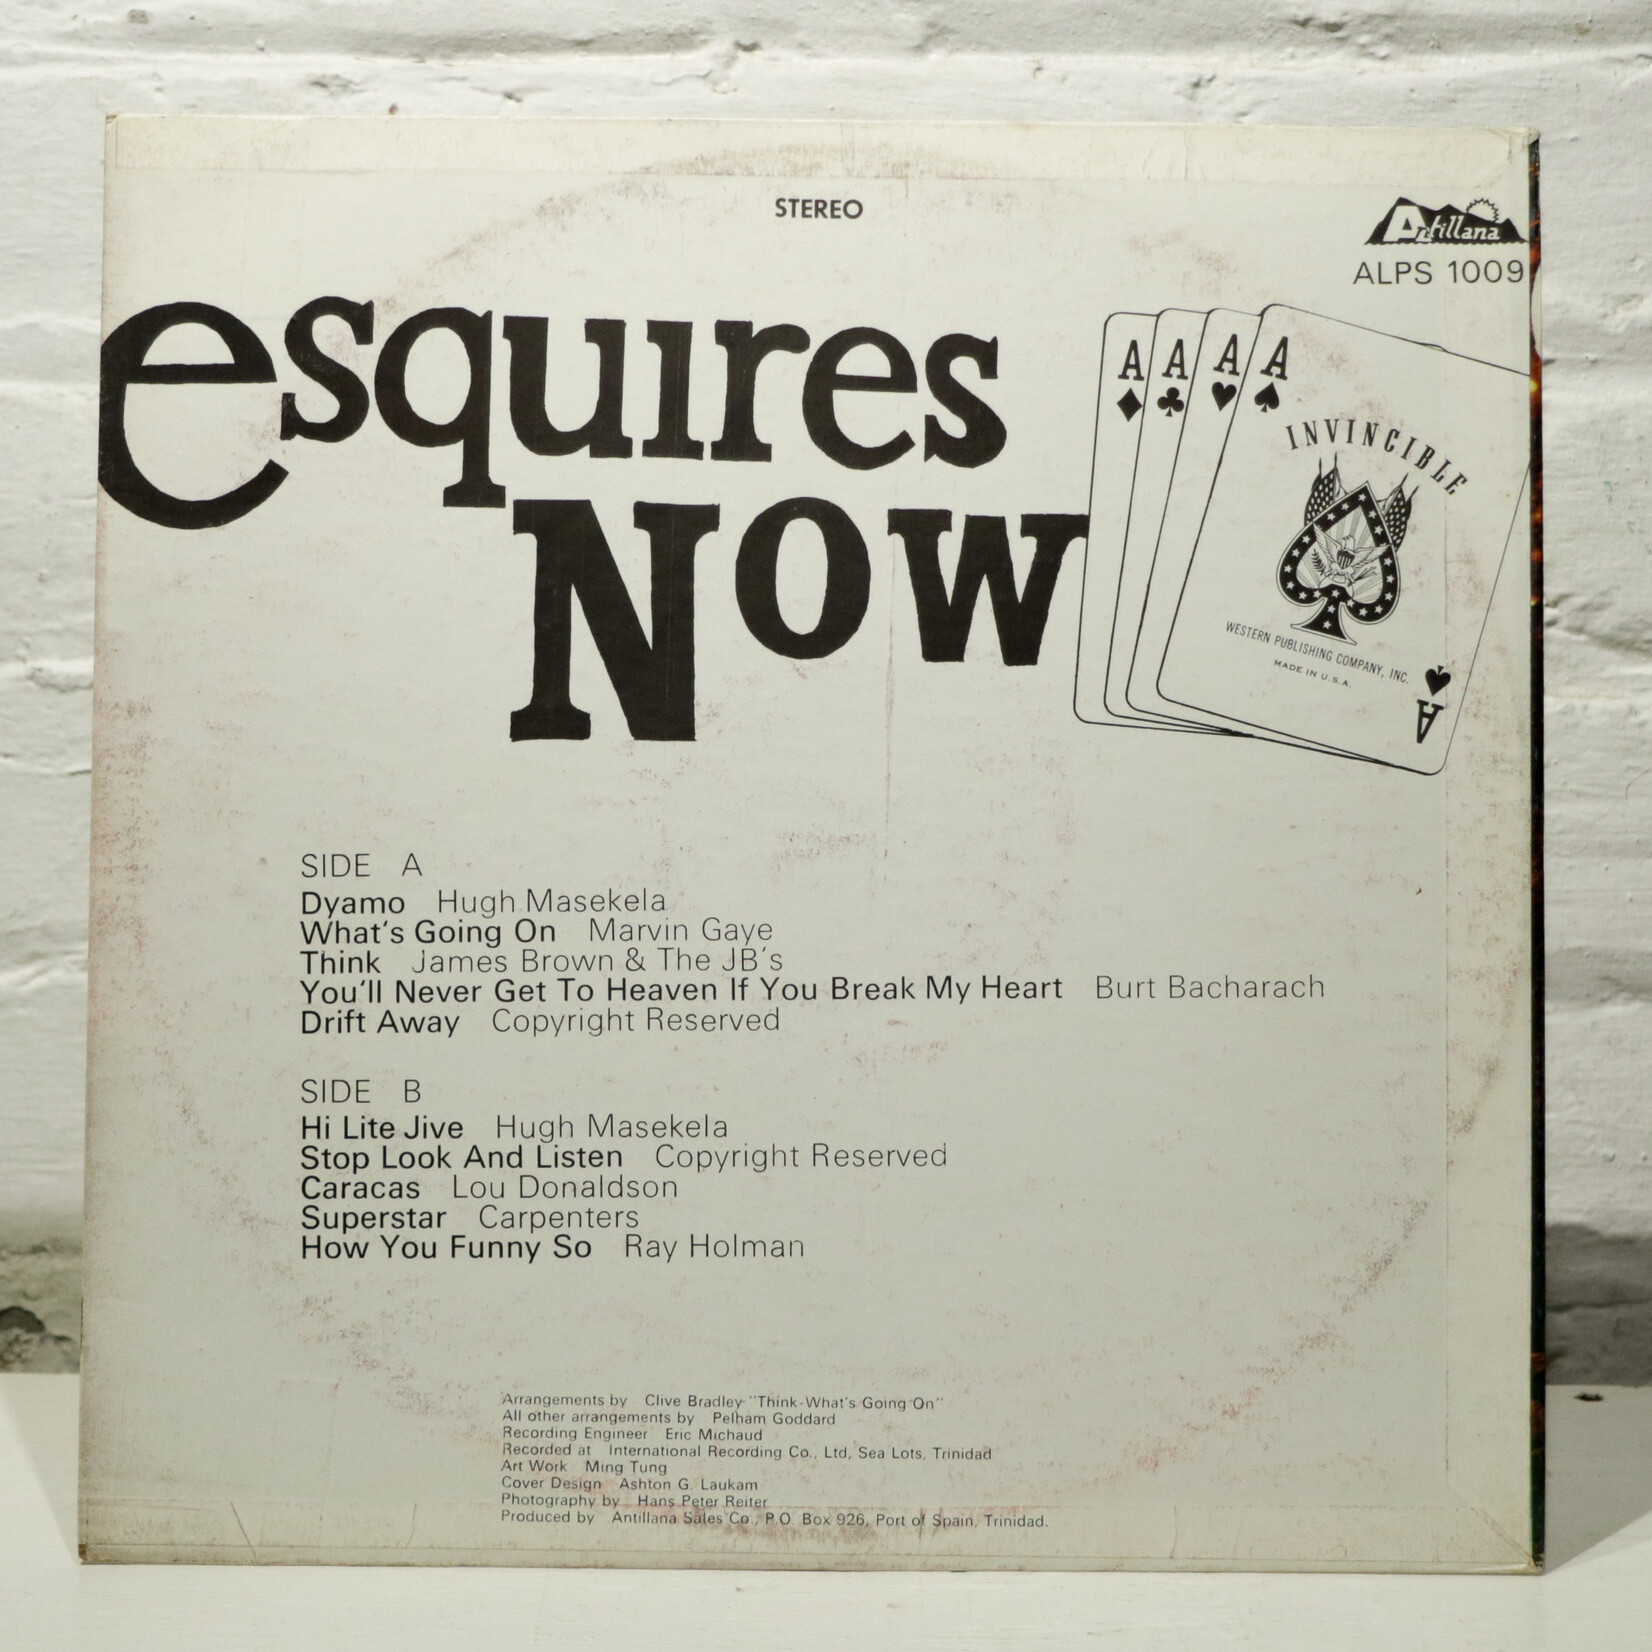 STEREO
Antillana
ALPS 1009
esquires
NOW
A A A A
INVINCIBLE
WESTERN PUBLISHING COMPANY, INC.
MADE IN U.S.A.
A
SIDE A
Dyamo Hugh Masekela
What's Going On Marvin Gaye
Think James Brown & The JB's
You'll Never Get To Heaven If You Break My Heart Burt Bacharach
Drift Away Copyright Reserved
SIDE B
Hi Lite Jive Hugh Masekela
Stop Look And Listen Copyright Reserved
Caracas Lou Donaldson
Superstar Carpenters
How You Funny So Ray Holman
Arrangements by Clive Bradley-"Think-What's Going On"
All other arrangements by Pelham Goddard
Recording Engineer Eric Michaud
Recorded at International Recording Co., Ltd, Sea Lots, Trinidad
Art Work Ming Tung
Cover Design Ashton G. Laukam
Photography by Hans Peter Reiter
Produced by Antillana Sales Co., P.O. Box 926, Port of Spain, Trinidad.